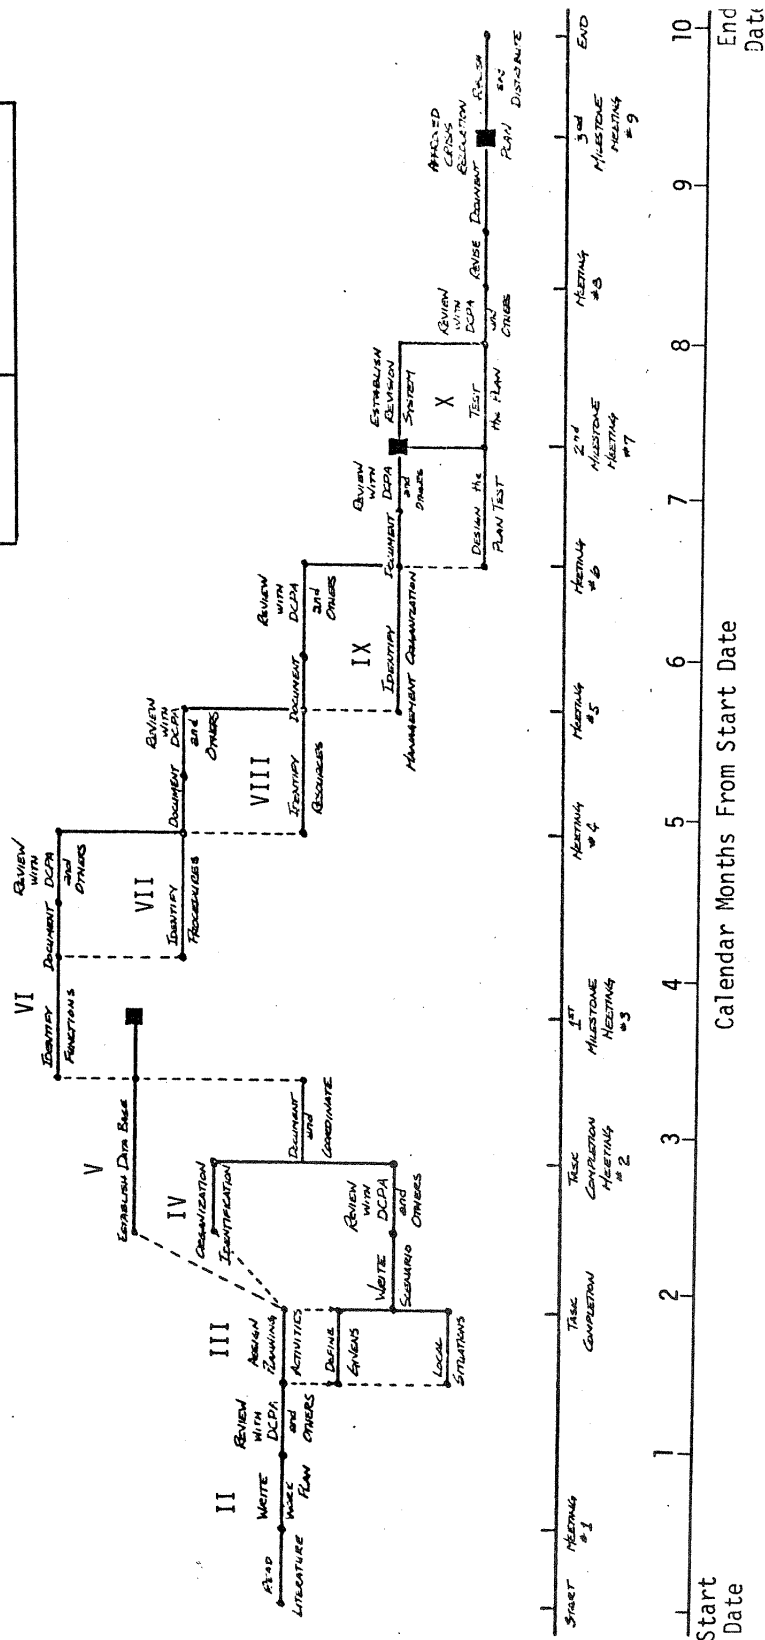 II
READ
LITERATURE
WRITE
WORK
PLAN
REVIEW
WITH
DCPA
and
OTHERS
III
ASSIGN
PLANNING
ACTIVITIES
DEFINE
GIVENS
LOCAL
SITUATIONS
WRITE
SCENARIO
REVIEW
WITH
DCPA
and
OTHERS
IV
ORGANIZATION
IDENTIFICATION
DOCUMENT
and
COORDINATE
V
ESTABLISH DATA BASE
VI
IDENTIFY
FUNCTIONS
DOCUMENT
REVIEW
WITH
DCPA
and
OTHERS
VII
IDENTIFY
PROCEDURES
DOCUMENT
REVIEW
WITH
DCPA
and
OTHERS
VIII
IDENTIFY
RESOURCES
DOCUMENT
REVIEW
WITH
DCPA
and
OTHERS
IX
IDENTIFY
MANAGEMENT ORGANIZATION
DOCUMENT
REVIEW
WITH
DCPA
and
OTHERS
ESTABLISH
REVISION
SYSTEM
X
DESIGN the
PLAN TEST
TEST
the PLAN
REVIEW
WITH
DCPA
and
OTHERS
REVISE
DOCUMENT
APPROVED
CRISIS
RELOCATION
PLAN
PUBLISH
and
DISTRIBUTE
START
MEETING
#1
TASK
COMPLETION
TASK
COMPLETION
MEETING
#2
1ST
MILESTONE
MEETING
#3
MEETING
#4
MEETING
#5
MEETING
#6
2nd
MILESTONE
MEETING
#7
MEETING
#8
3rd
MILESTONE
MEETING
#9
END
1 2 3 4 5 6 7 8 9 10
Start
Date
Calendar Months From Start Date
End
Date